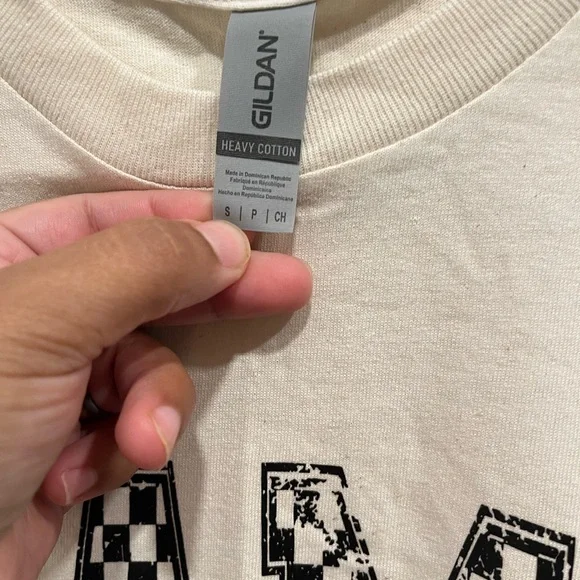 GILDAN®
HEAVY COTTON
Made in Dominican Republic
Fabriqué en République
Dominicaine
Hecho en República Dominicana
S | P | CH